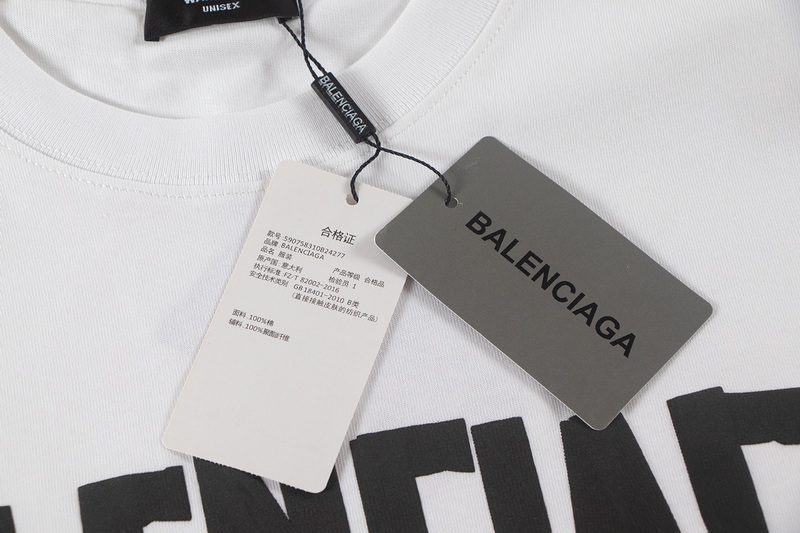 UNISEX
BALENCIAGA
BALENCIAGA
合格证
款号:590758310B24277
品牌:BALENCIAGA
品名:服装
原产国:意大利 产品等级 合格品
执行标准:FZ/T 82002-2016 检验员 1
安全技术类别 GB18401-2010 B类
(直接接触皮肤的纺织产品)
面料:100%棉
辅料:100%聚酯纤维
LENCIAG